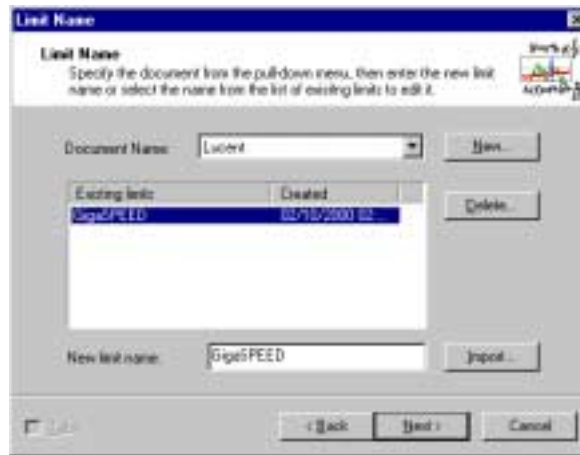 Limit Name
Limit Name
Specify the document from the pull-down menu, then enter the new limit
name or select the name from the list of existing limits to edit it.
Document Name: Lucent New...
Existing limits Created
GigaSPEED 02/10/2000 02...
Delete...
New limit name: GigaSPEED Import...
< Back Next > Cancel